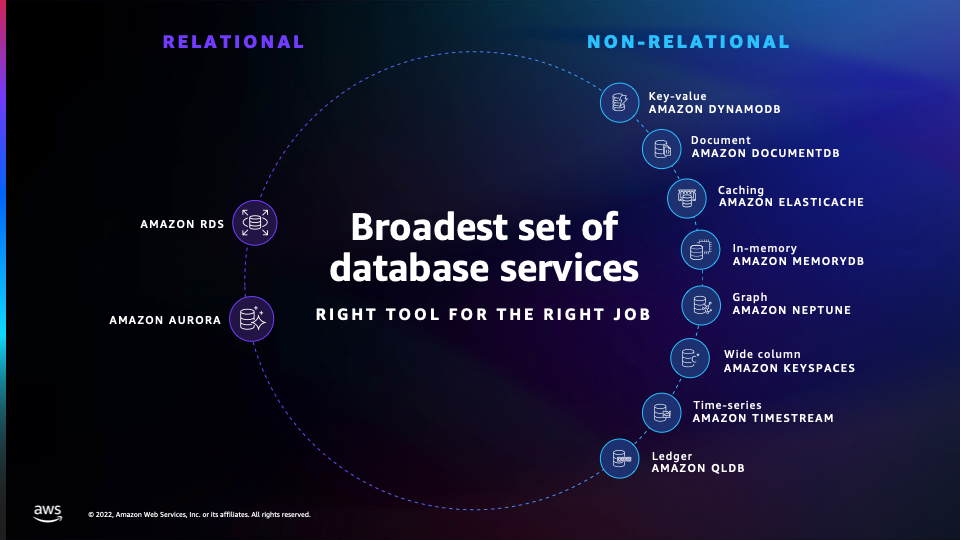 RELATIONAL
NON-RELATIONAL
Key-value
AMAZON DYNAMODB
Document
AMAZON DOCUMENTDB
Caching
AMAZON ELASTICACHE
AMAZON RDS
Broadest set of
database services
In-memory
AMAZON MEMORYDB
Graph
AMAZON NEPTUNE
RIGHT TOOL FOR THE RIGHT JOB
AMAZON AURORA
Wide column
AMAZON KEYSPACES
Time-series
AMAZON TIMESTREAM
Ledger
AMAZON QLDB
aws
© 2022, Amazon Web Services, Inc. or its affiliates. All rights reserved.